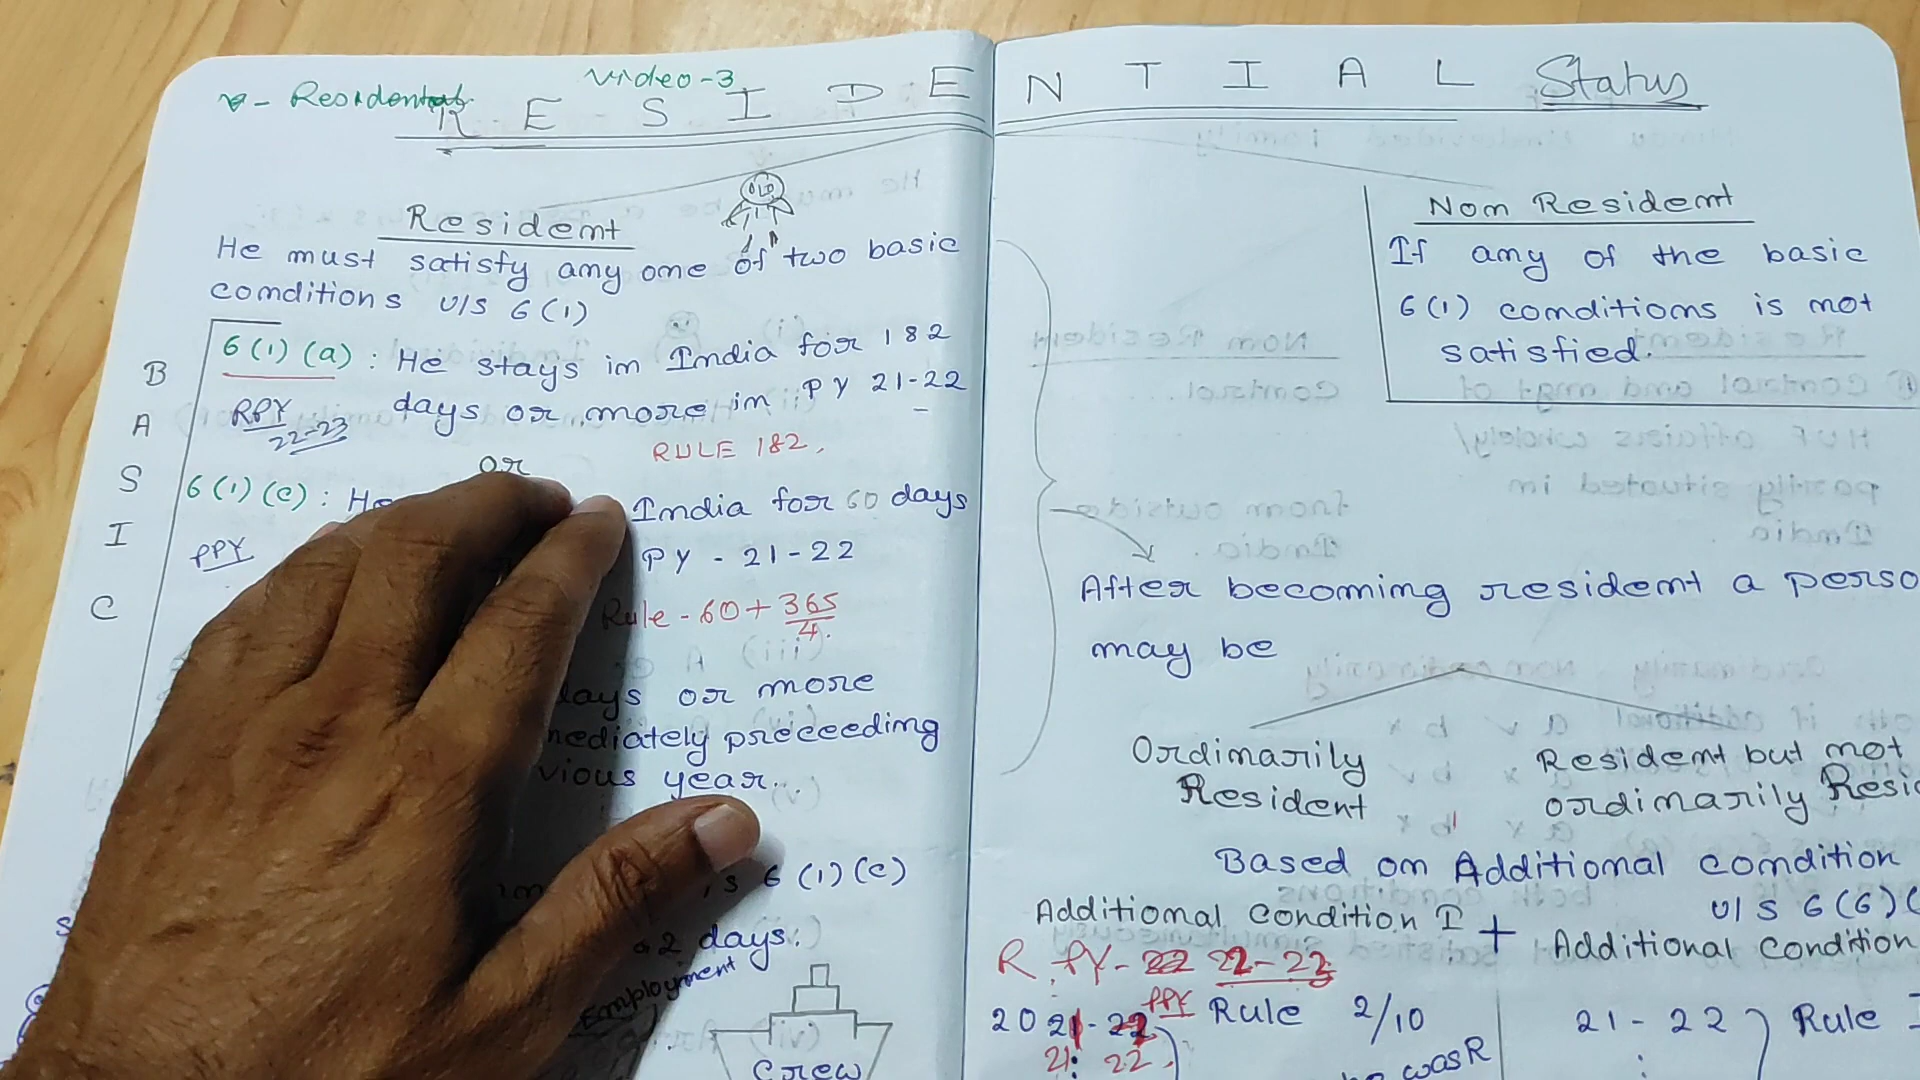 Video-3
RESIDENTIAL Status
Resident
He must satisfy any one of two basic
conditions u/s 6(1)
BASIC
6(1)(a): He stays in India for 182
days or more in PY 21-22
RPY
22-23
RULE 182.
or
6(1)(c): He India for 60 days
PPY
PY - 21-22
Rule - 60 + 365/4.
days or more
preceeding
year...
6(1)(c)
days.
Employment
Crew
Non Resident
If any of the basic
6(1) conditions is not
satisfied.
After becoming resident a
may be
Ordinarily
Resident
Resident but not
ordinarily
Based on Additional condition
u/s 6(6)
Additional Condition I + Additional Condition
R PY - 22 22-23
2021-22
PPY
Rule 2/10
21 22
was R
21-22
Rule